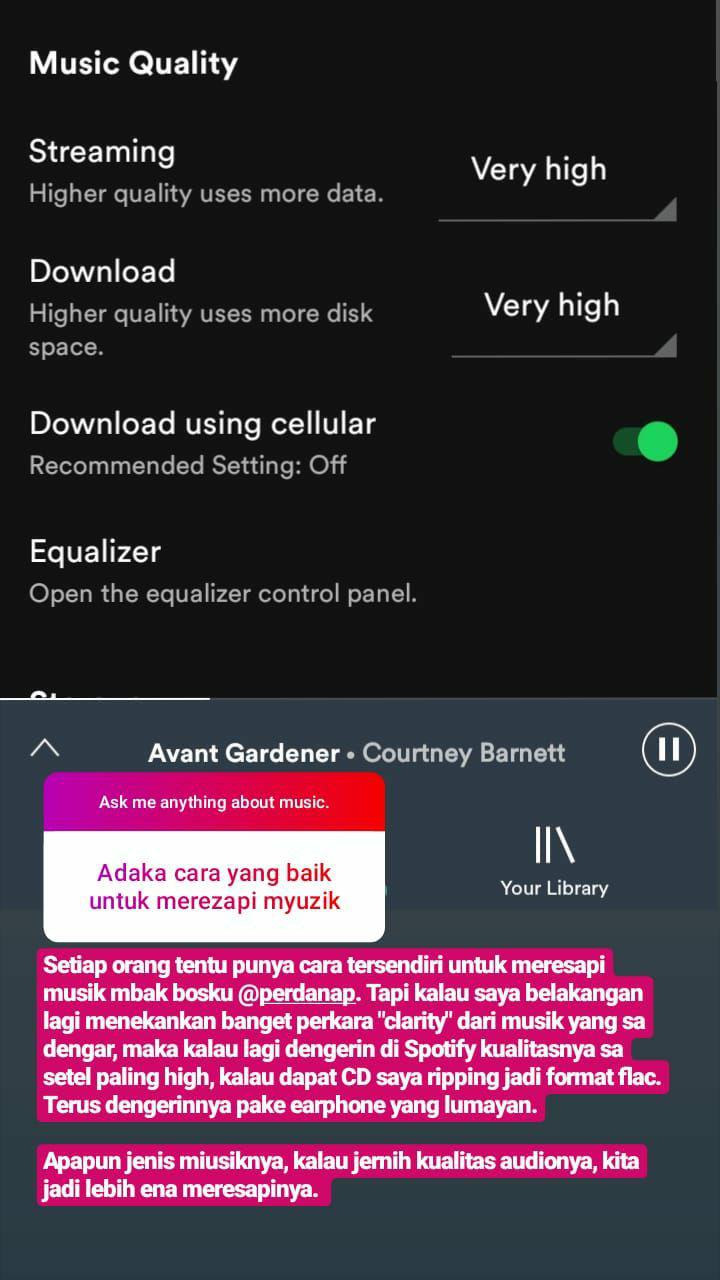 Music Quality
Streaming
Very high
Higher quality uses more data.
Download
Very high
Higher quality uses more disk
space.
Download using cellular
Recommended Setting: Off
Equalizer
Open the equalizer control panel.
Avant Gardener • Courtney Barnett
Ask me anything about music.
Adaka cara yang baik
untuk merezapi myuzik
Your Library
Setiap orang tentu punya cara tersendiri untuk meresapi
musik mbak bosku @perdanap. Tapi kalau saya belakangan
lagi menekankan banget perkara "clarity" dari musik yang sa
dengar, maka kalau lagi dengerin di Spotify kualitasnya sa
setel paling high, kalau dapat CD saya ripping jadi format flac.
Terus dengerinnya pake earphone yang lumayan.
Apapun jenis miusiknya, kalau jernih kualitas audionya, kita
jadi lebih ena meresapinya.